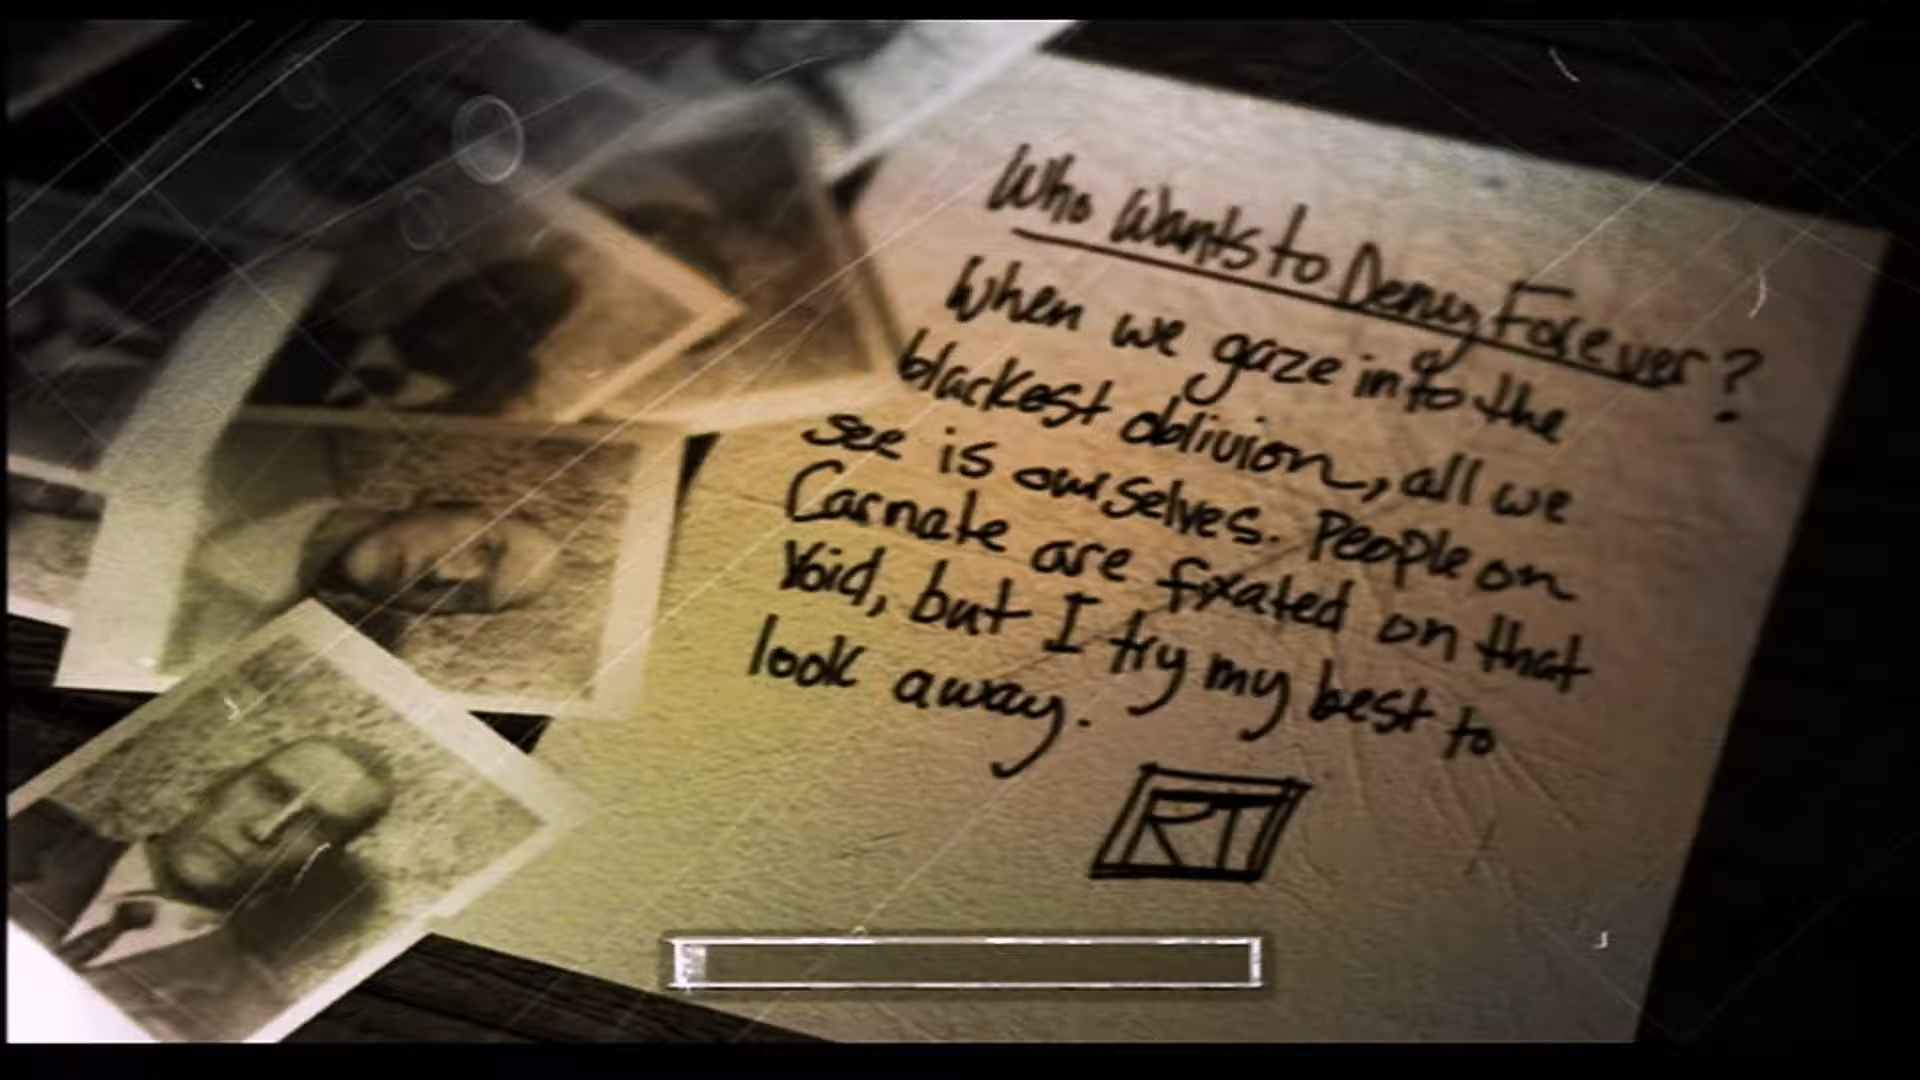 Who Wants to Deny Forever?
When we gaze into the
blackest oblivion, all we
see is ourselves. People on
Carnate are fixated on that
Void, but I try my best to
look away.
RT